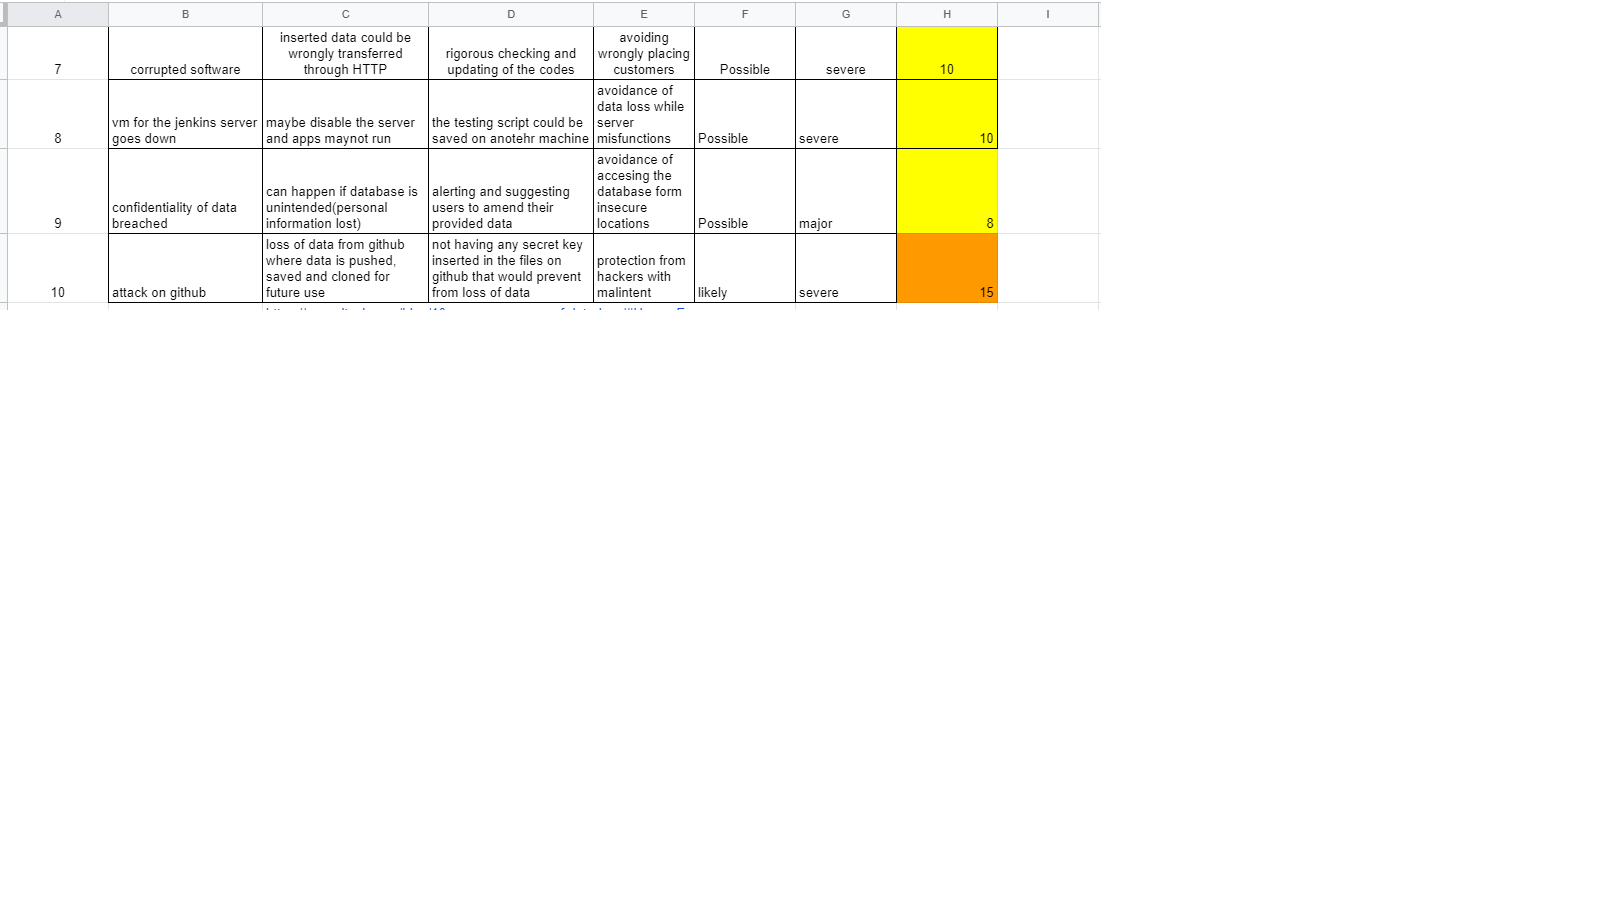 A B C D E F G H I
7
corrupted software
inserted data could be
wrongly transferred
through HTTP
rigorous checking and
updating of the codes
avoiding
wrongly placing
customers
Possible
severe
10
8
vm for the jenkins server
goes down
maybe disable the server
and apps maynot run
the testing script could be
saved on anotehr machine
avoidance of
data loss while
server
misfunctions
Possible
severe
10
9
confidentiality of data
breached
can happen if database is
unintended(personal
information lost)
alerting and suggesting
users to amend their
provided data
avoidance of
accesing the
database form
insecure
locations
Possible
major
8
10
attack on github
loss of data from github
where data is pushed,
saved and cloned for
future use
not having any secret key
inserted in the files on
github that would prevent
from loss of data
protection from
hackers with
malintent
likely
severe
15